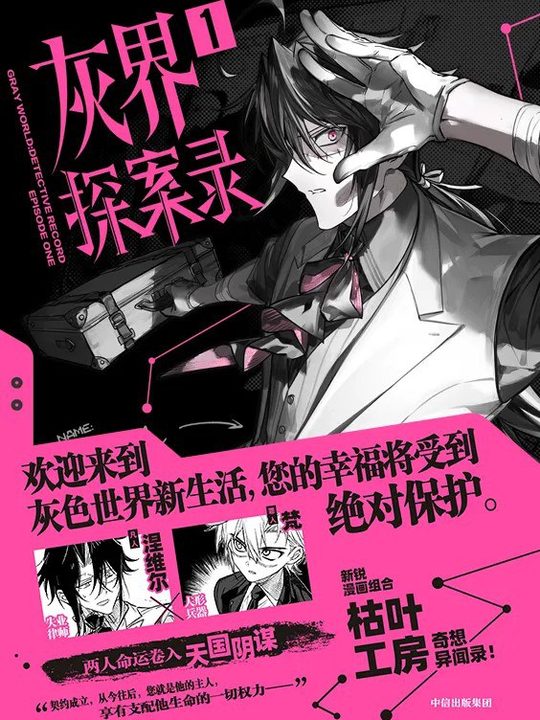 灰界
1
探案录
GRAY WORLD:DETECTIVE RECORD
EPISODE ONE
NAME:
欢迎来到
灰色世界新生活,您的幸福将受到
绝对保护。
凡人
涅维尔
失业
律师
×
梵
人形
兵器
两人命运卷入 天国阴谋
“契约成立,从今往后,您就是他的主人,
享有支配他生命的一切权力——”
新锐
漫画组合
枯叶
工房
奇想
异闻录!
中信出版集团